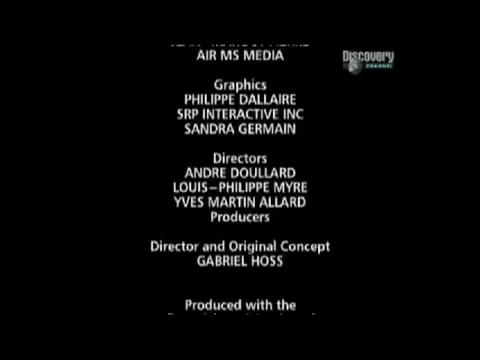 AIR MS MEDIA
Discovery
CHANNEL
Graphics
PHILIPPE DALLAIRE
SRP INTERACTIVE INC
SANDRA GERMAIN
Directors
ANDRE DOULLARD
LOUIS-PHILIPPE MYRE
YVES MARTIN ALLARD
Producers
Director and Original Concept
GABRIEL HOSS
Produced with the